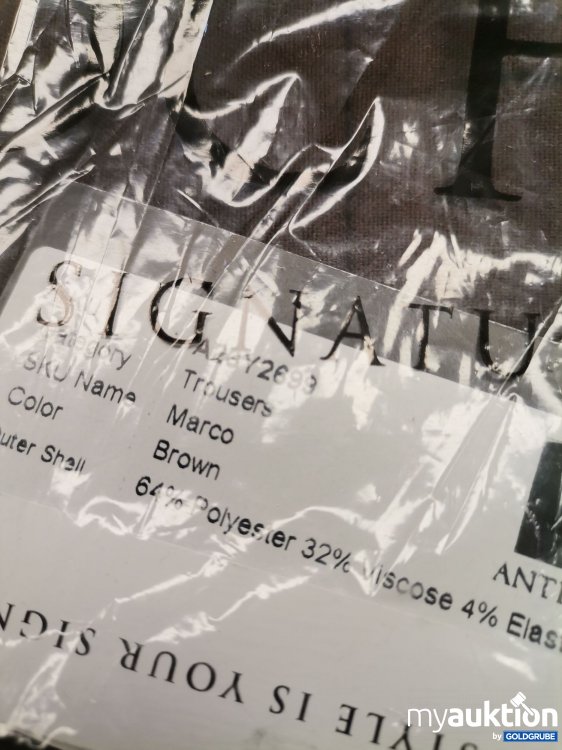 SIGNATU
Category Trousers
SKU Name Marco
Color Brown
Outer Shell 64% Polyester 32% Viscose 4% Elas
ANTI
STYLE IS YOUR SIGN
myauktion
by GOLDGRUBE